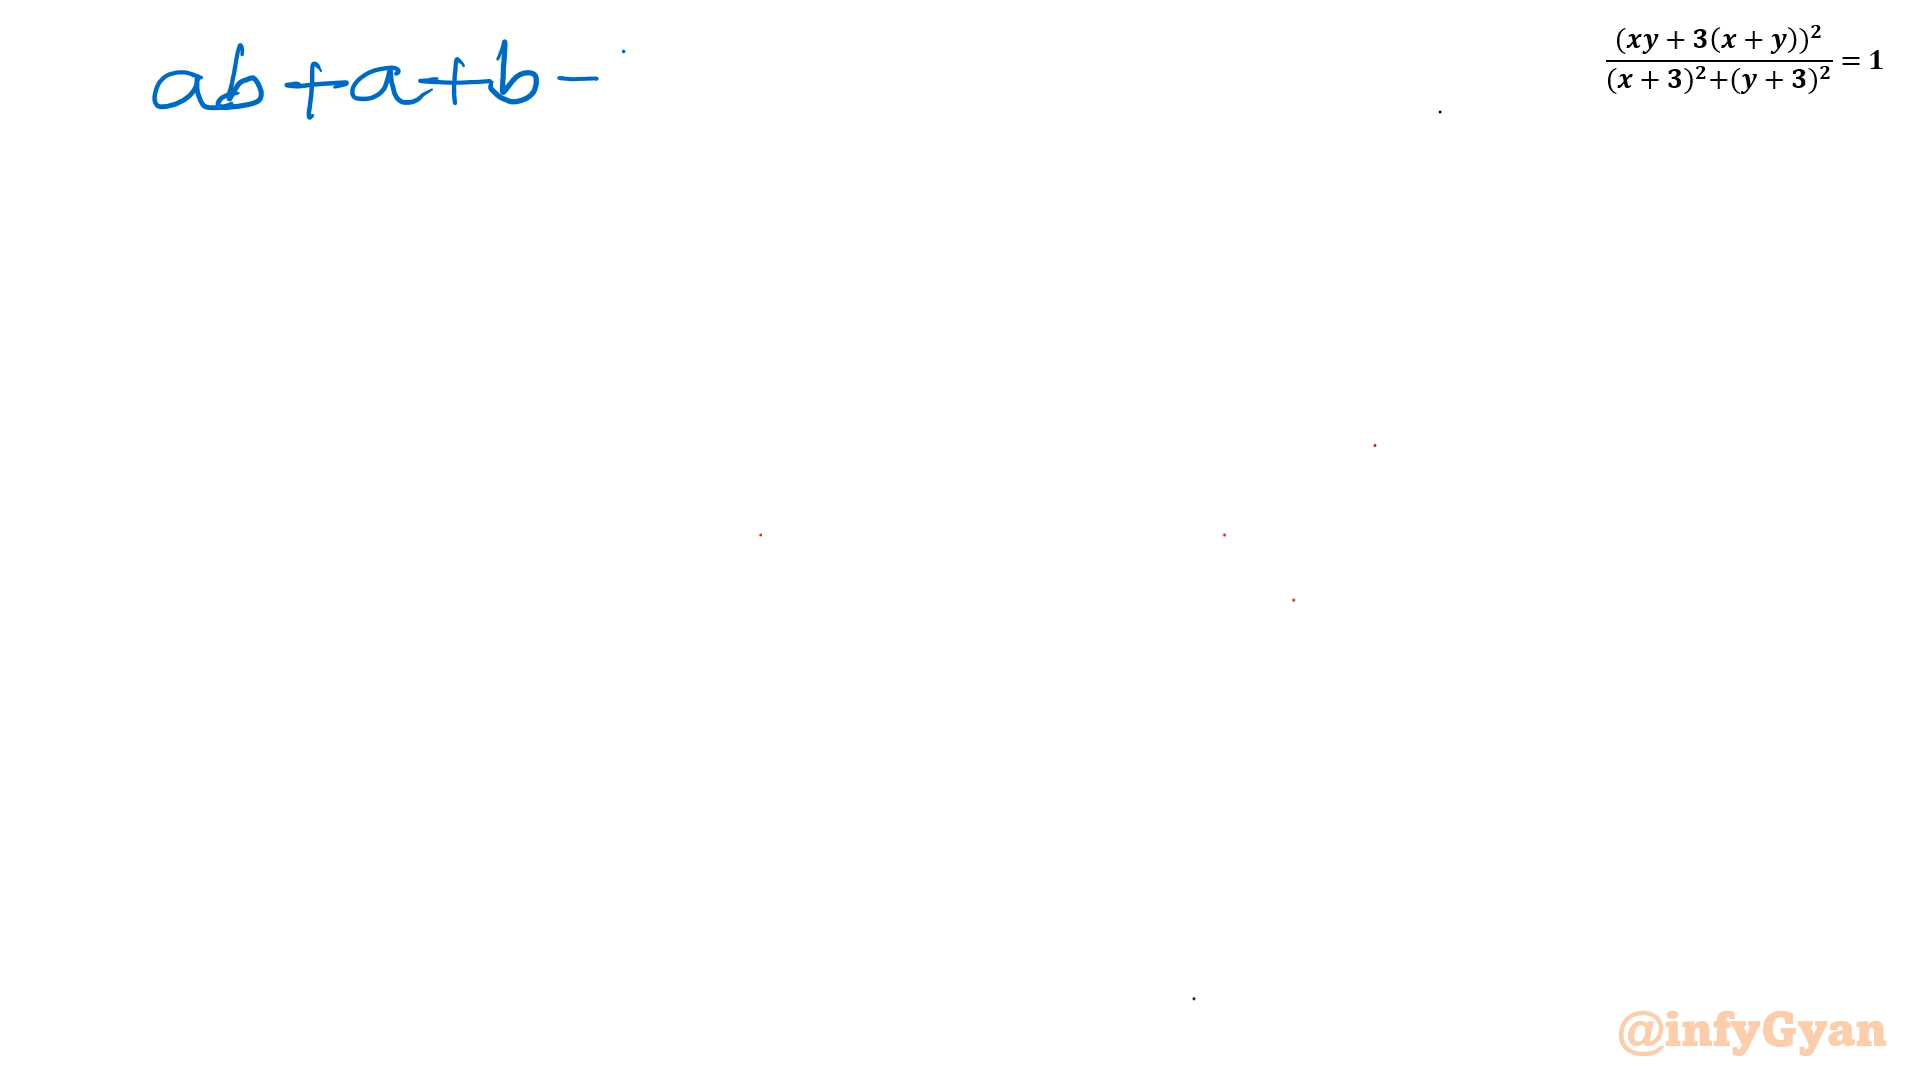 ab + a + b -
(xy + 3(x + y))²
(x + 3)²+(y + 3)² = 1
@infyGyan